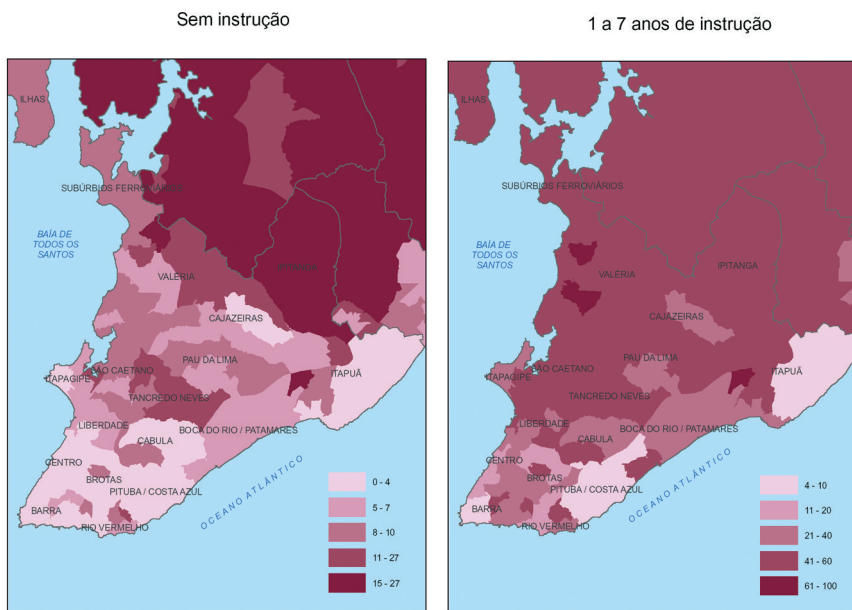 Sem instrução
1 a 7 anos de instrução
ILHAS
SUBÚRBIOS FERROVIÁRIOS
BAÍA DE
TODOS OS
SANTOS
VALÉRIA
IPITANGA
CAJAZEIRAS
PAU DA LIMA
SÃO CAETANO
ITAPAGIPE
ITAPUÃ
TANCREDO NEVES
LIBERDADE
BOCA DO RIO / PATAMARES
CABULA
CENTRO
BROTAS
PITUBA / COSTA AZUL
OCEANO ATLÂNTICO
BARRA
RIO VERMELHO
0 - 4
5 - 7
8 - 10
11 - 27
15 - 27
ILHAS
SUBÚRBIOS FERROVIÁRIOS
BAÍA DE
TODOS OS
SANTOS
VALÉRIA
IPITANGA
CAJAZEIRAS
PAU DA LIMA
SÃO CAETANO
ITAPAGIPE
ITAPUÃ
TANCREDO NEVES
LIBERDADE
BOCA DO RIO / PATAMARES
CABULA
CENTRO
BROTAS
PITUBA / COSTA AZUL
OCEANO ATLÂNTICO
BARRA
RIO VERMELHO
4 - 10
11 - 20
21 - 40
41 - 60
61 - 100